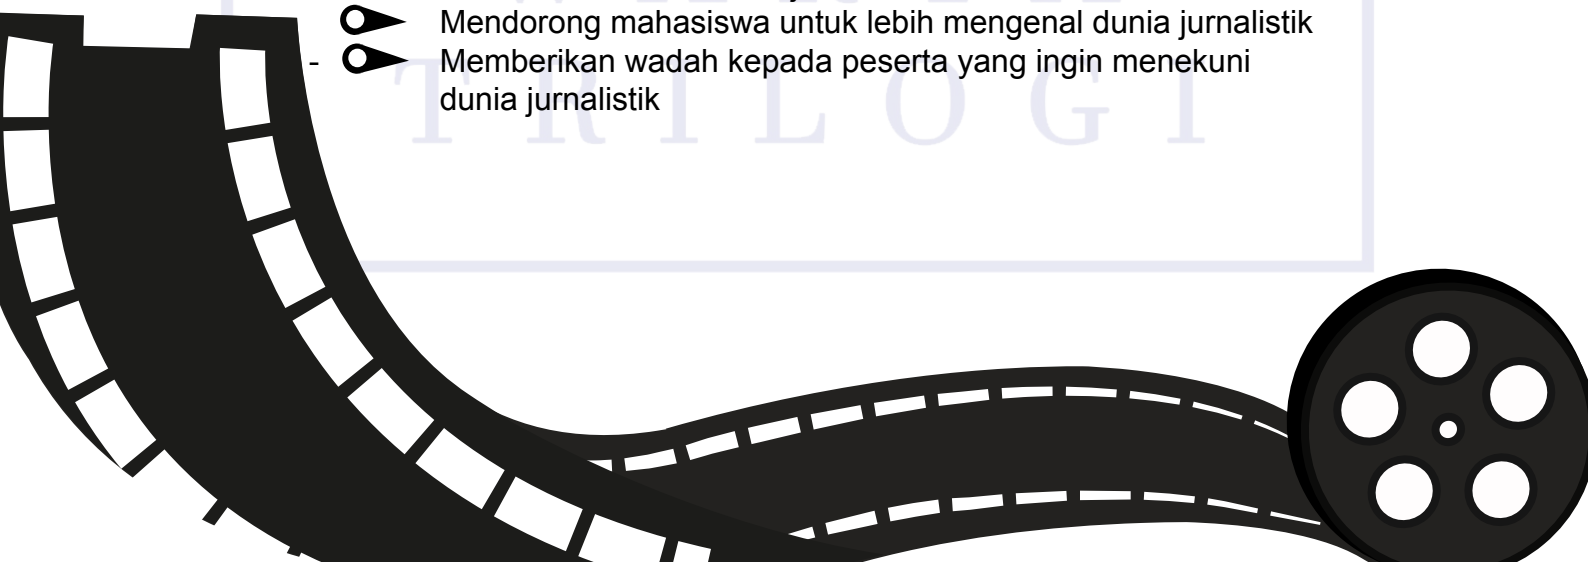 Mendorong mahasiswa untuk lebih mengenal dunia jurnalistik
- Memberikan wadah kepada peserta yang ingin menekuni
dunia jurnalistik
TRILOGI